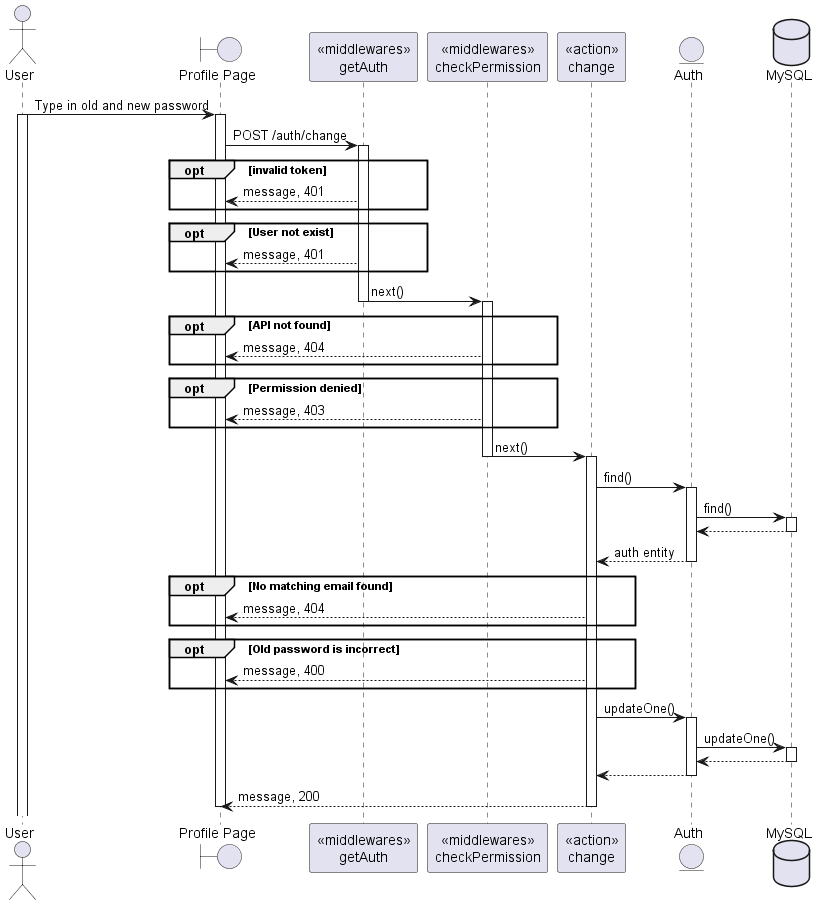 «middlewares»
«middlewares»
«action»
getAuth
checkPermission
change
User
Profile Page
Auth
MySQL
Type in old and new password
POST /auth/change
opt
[invalid token]
message, 401
opt
[User not exist]
message, 401
next()
opt
[API not found]
message, 404
opt
[Permission denied]
message, 403
next()
find()
find()
auth entity
opt
[No matching email found]
message, 404
opt
[Old password is incorrect]
message, 400
updateOne()
updateOne()
message, 200
User
Profile Page
«middlewares»
getAuth
«middlewares»
checkPermission
«action»
change
Auth
MySQL